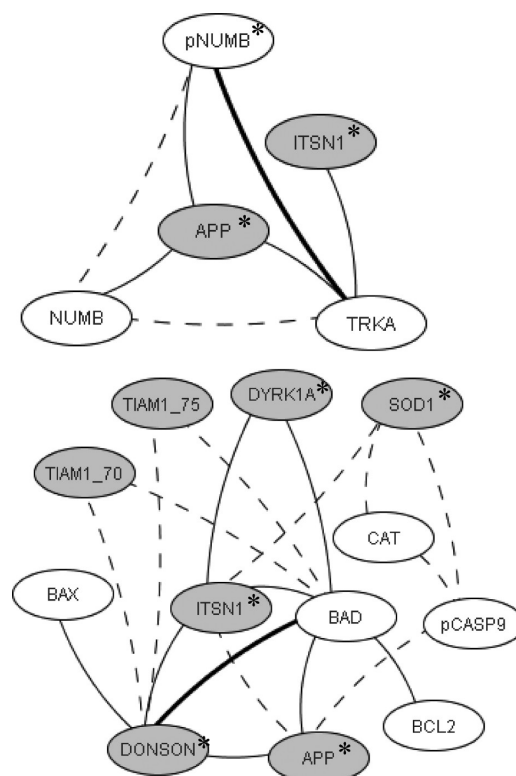 pNUMB*
ITSN1*
APP*
NUMB
TRKA
DYRK1A*
TIAM1_75
SOD1*
TIAM1_70
CAT
BAX
ITSN1*
BAD
pCASP9
BCL2
DONSON*
APP*